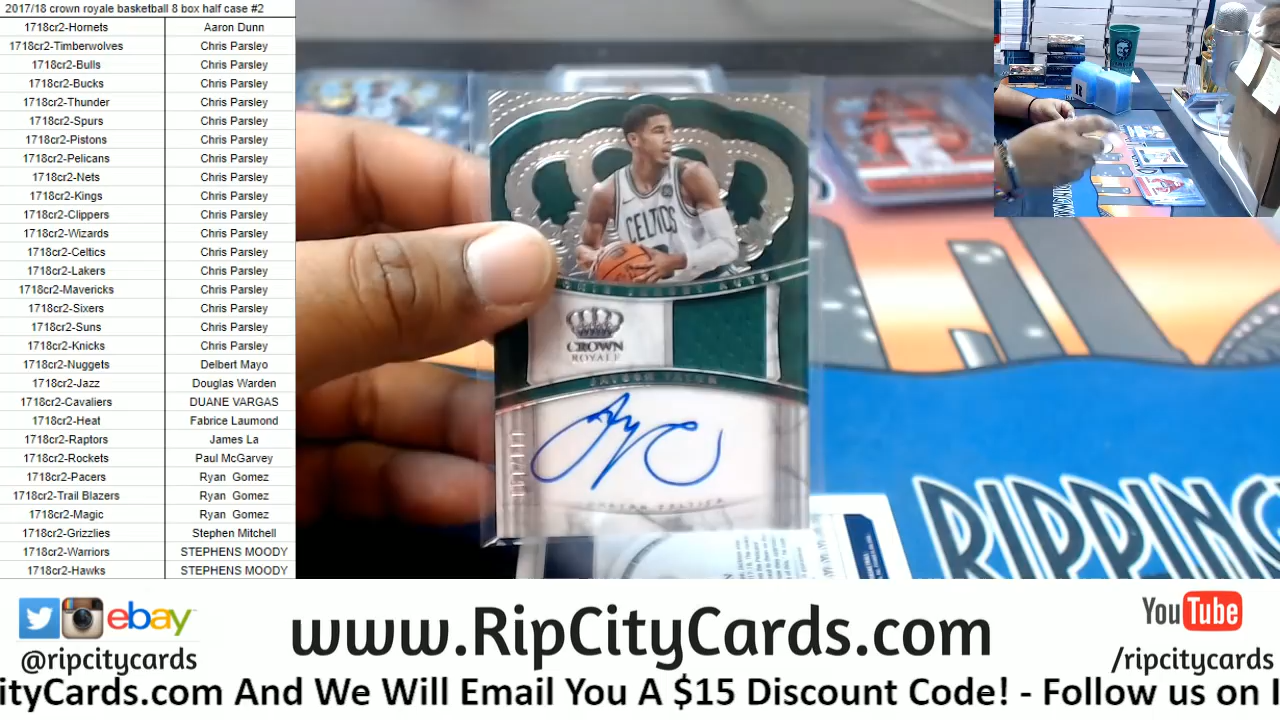 2017/18 crown royale basketball 8 box half case #2
1718cr2-Hornets Aaron Dunn
1718cr2-Timberwolves Chris Parsley
1718cr2-Bulls Chris Parsley
1718cr2-Bucks Chris Parsley
1718cr2-Thunder Chris Parsley
1718cr2-Spurs Chris Parsley
1718cr2-Pistons Chris Parsley
1718cr2-Pelicans Chris Parsley
1718cr2-Nets Chris Parsley
1718cr2-Kings Chris Parsley
1718cr2-Clippers Chris Parsley
1718cr2-Wizards Chris Parsley
1718cr2-Celtics Chris Parsley
1718cr2-Lakers Chris Parsley
1718cr2-Mavericks Chris Parsley
1718cr2-Sixers Chris Parsley
1718cr2-Suns Chris Parsley
1718cr2-Knicks Chris Parsley
1718cr2-Nuggets Delbert Mayo
1718cr2-Jazz Douglas Warden
1718cr2-Cavaliers DUANE VARGAS
1718cr2-Heat Fabrice Laumond
1718cr2-Raptors James La
1718cr2-Rockets Paul McGarvey
1718cr2-Pacers Ryan Gomez
1718cr2-Trail Blazers Ryan Gomez
1718cr2-Magic Ryan Gomez
1718cr2-Grizzlies Stephen Mitchell
1718cr2-Warriors STEPHENS MOODY
1718cr2-Hawks STEPHENS MOODY
CELTICS
CROWN
ROYALE
JAYSON TATUM
RIPPING
ebay
@ripcitycards
www.RipCityCards.com
YouTube
/ripcitycards
ityCards.com And We Will Email You A $15 Discount Code! - Follow us on I